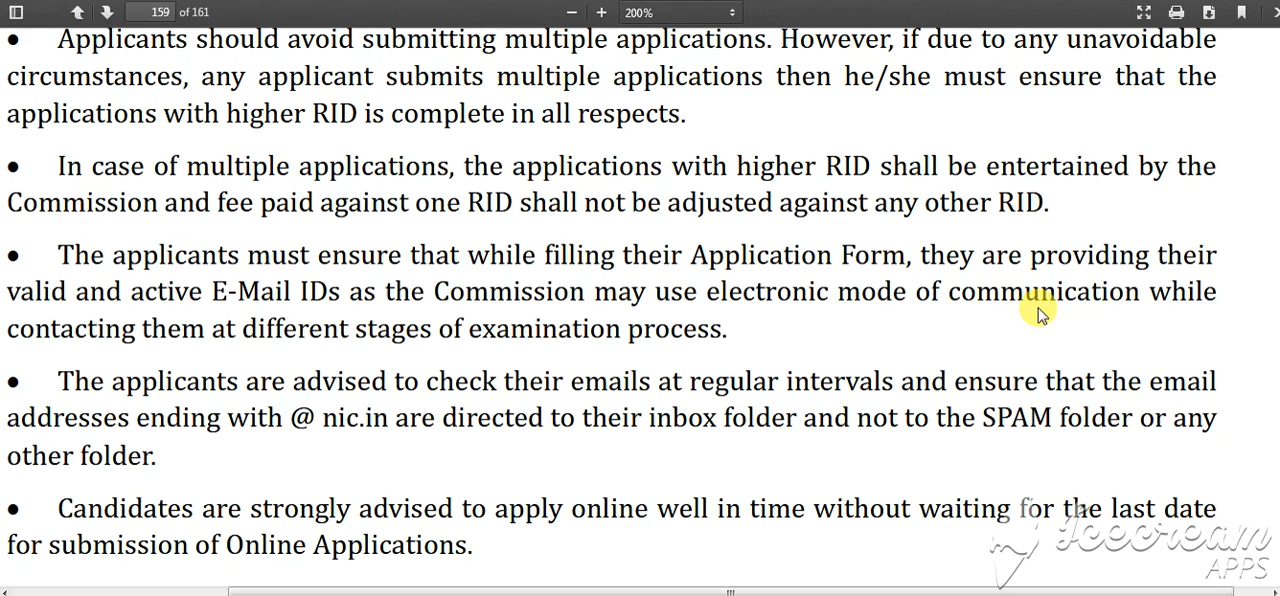 159 of 161
200%
• Applicants should avoid submitting multiple applications. However, if due to any unavoidable
circumstances, any applicant submits multiple applications then he/she must ensure that the
applications with higher RID is complete in all respects.
• In case of multiple applications, the applications with higher RID shall be entertained by the
Commission and fee paid against one RID shall not be adjusted against any other RID.
• The applicants must ensure that while filling their Application Form, they are providing their
valid and active E-Mail IDs as the Commission may use electronic mode of communication while
contacting them at different stages of examination process.
• The applicants are advised to check their emails at regular intervals and ensure that the email
addresses ending with @ nic.in are directed to their inbox folder and not to the SPAM folder or any
other folder.
• Candidates are strongly advised to apply online well in time without waiting for the last date
for submission of Online Applications.
Icecream
APPS